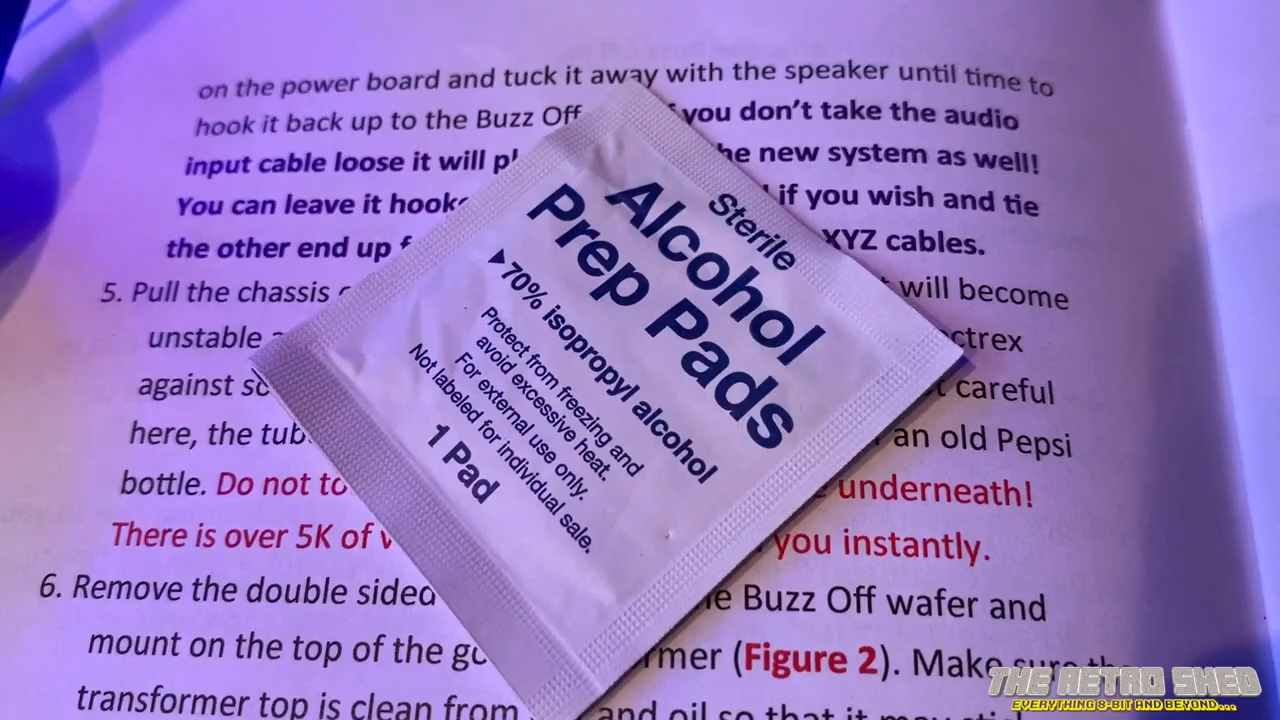 on the power board and tuck it away with the speaker until time to
hook it back up to the Buzz Off you don't take the audio
input cable loose it will the new system as well!
You can leave it if you wish and tie
the other end up XYZ cables.
5. Pull the chassis will become
unstable
against careful
here, the an old Pepsi
bottle. Do not underneath!
There is over 5K of you instantly.
6. Remove the double sided Buzz Off wafer and
mount on the top of the (Figure 2). Make sure the
transformer top is clean from and oil so that it may
Sterile
Alcohol
Prep Pads
▶70% isopropyl alcohol
Protect from freezing and
avoid excessive heat.
For external use only.
Not labeled for individual sale.
1 Pad
THE RETRO SHED
EVERYTHING 8-BIT AND BEYOND...